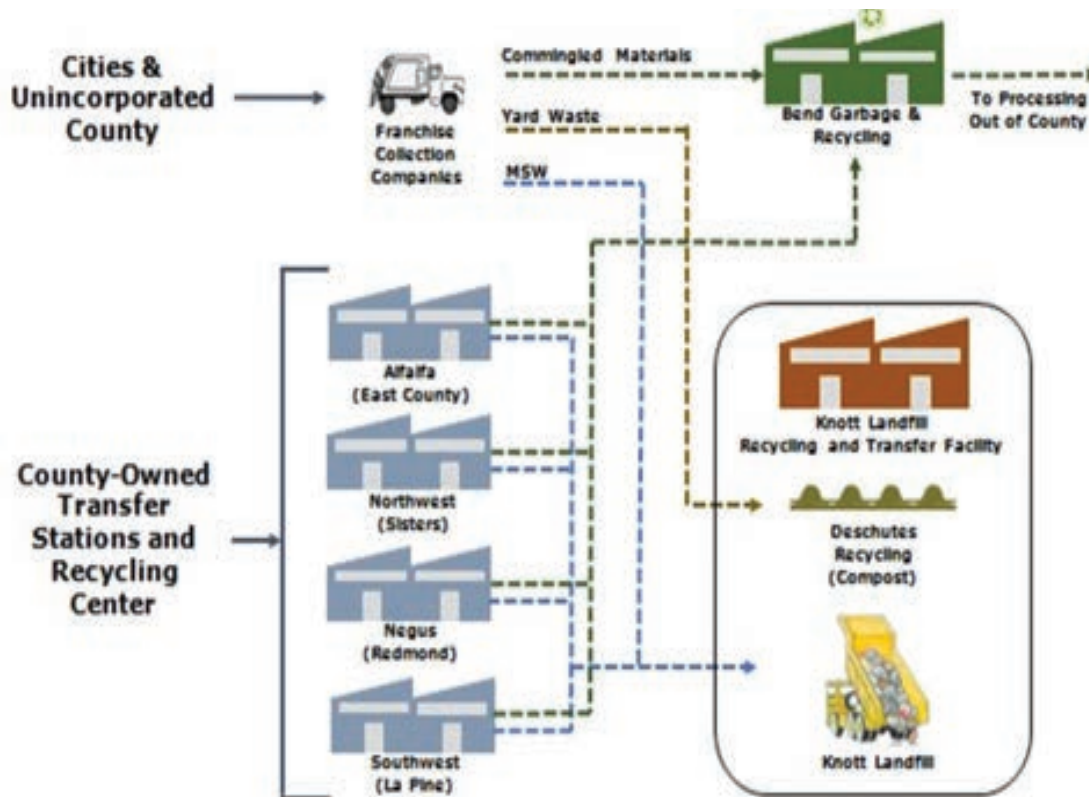 Cities &
Unincorporated
County
Franchise
Collection
Companies
Commingled Materials
Yard Waste
MSW
Bend Garbage &
Recycling
To Processing
Out of County
County-Owned
Transfer
Stations and
Recycling
Center
Alfalfa
(East County)
Northwest
(Sisters)
Negus
(Redmond)
Southwest
(La Pine)
Knott Landfill
Recycling and Transfer Facility
Deschutes
Recycling
(Compost)
Knott Landfill